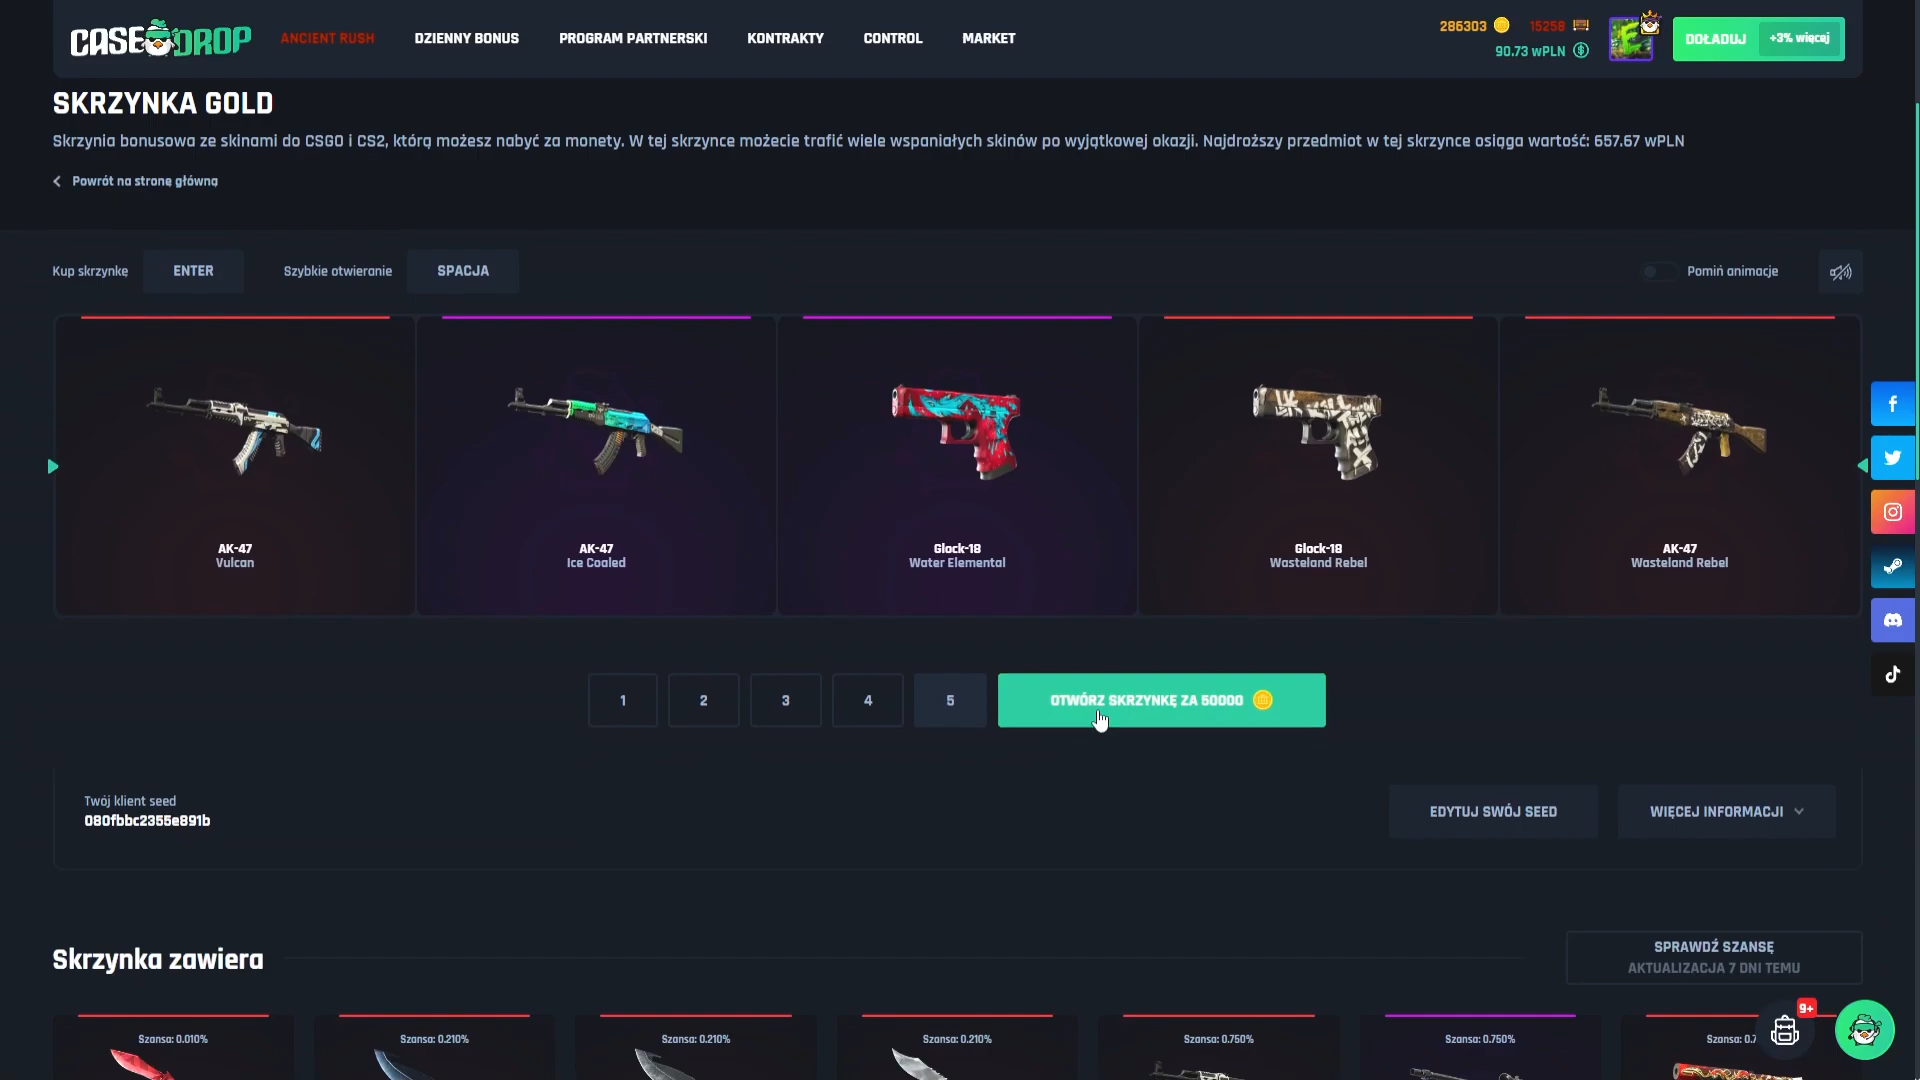 CASE DROP
ANCIENT RUSH
DZIENNY BONUS
PROGRAM PARTNERSKI
KONTRAKTY
CONTROL
MARKET
286303
15258
90.73 wPLN
DOŁADUJ
+3% więcej
SKRZYNKA GOLD
Skrzynia bonusowa ze skinami do CSGO i CS2, którą możesz nabyć za monety. W tej skrzynce możecie trafić wiele wspaniałych skinów po wyjątkowej okazji. Najdroższy przedmiot w tej skrzynce osiąga wartość: 657.67 wPLN
Powrót na stronę główną
Kup skrzynkę
ENTER
Szybkie otwieranie
SPACJA
Pomiń animacje
AK-47
Vulcan
AK-47
Ice Coaled
Glock-18
Water Elemental
Glock-18
Wasteland Rebel
AK-47
Wasteland Rebel
1
2
3
4
5
OTWÓRZ SKRZYNKĘ ZA 50000
Twój klient seed
080fbbc2355e891b
EDYTUJ SWÓJ SEED
WIĘCEJ INFORMACJI
Skrzynka zawiera
SPRAWDŹ SZANSĘ
AKTUALIZACJA 7 DNI TEMU
9+
Szansa: 0.010%
Szansa: 0.210%
Szansa: 0.210%
Szansa: 0.210%
Szansa: 0.750%
Szansa: 0.750%
Szansa: 0.7